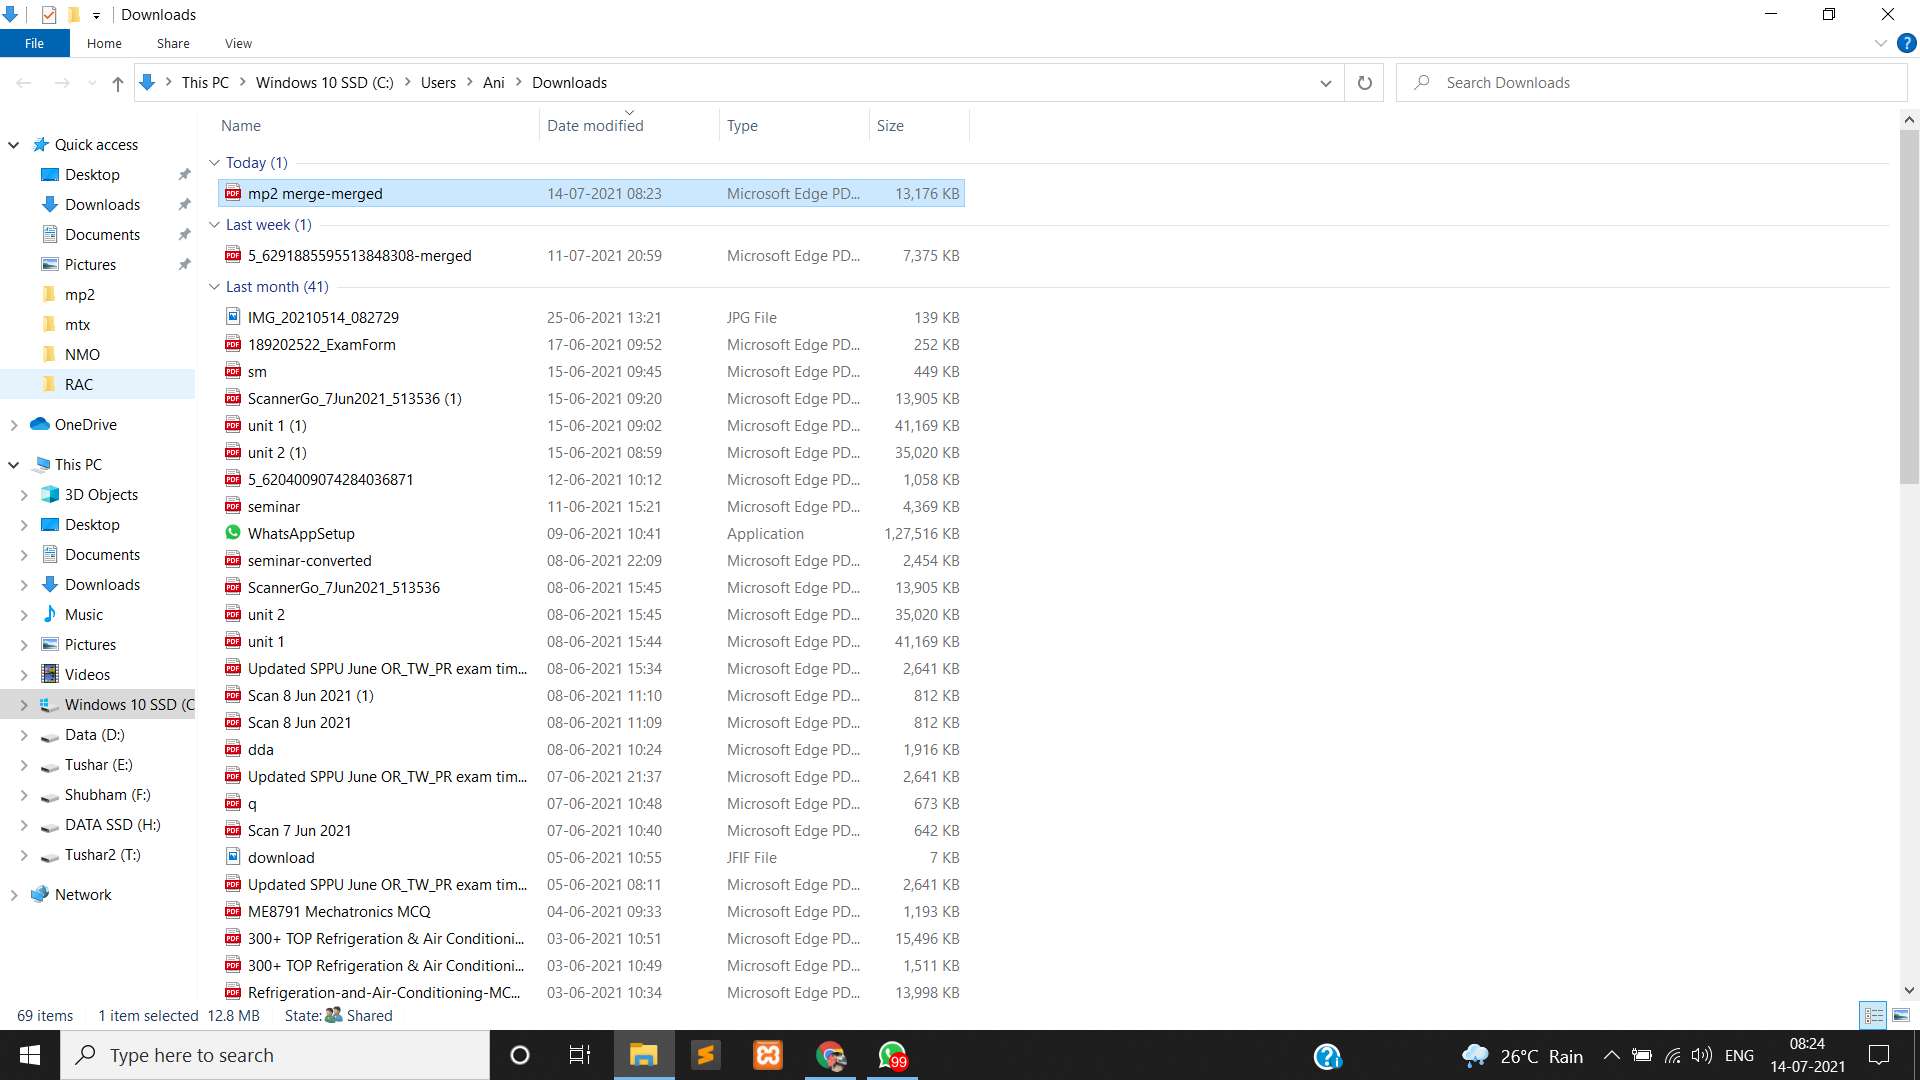 Downloads
File Home Share View
This PC Windows 10 SSD (C:) Users Ani Downloads Search Downloads
Name Date modified Type Size
Quick access
Desktop
Downloads
Documents
Pictures
mp2
mtx
NMO
RAC
OneDrive
This PC
3D Objects
Desktop
Documents
Downloads
Music
Pictures
Videos
Windows 10 SSD (C
Data (D:)
Tushar (E:)
Shubham (F:)
DATA SSD (H:)
Tushar2 (T:)
Network
Today (1)
mp2 merge-merged 14-07-2021 08:23 Microsoft Edge PD... 13,176 KB
Last week (1)
5_6291885595513848308-merged 11-07-2021 20:59 Microsoft Edge PD... 7,375 KB
Last month (41)
IMG_20210514_082729 25-06-2021 13:21 JPG File 139 KB
189202522_ExamForm 17-06-2021 09:52 Microsoft Edge PD... 252 KB
sm 15-06-2021 09:45 Microsoft Edge PD... 449 KB
ScannerGo_7Jun2021_513536 (1) 15-06-2021 09:20 Microsoft Edge PD... 13,905 KB
unit 1 (1) 15-06-2021 09:02 Microsoft Edge PD... 41,169 KB
unit 2 (1) 15-06-2021 08:59 Microsoft Edge PD... 35,020 KB
5_6204009074284036871 12-06-2021 10:12 Microsoft Edge PD... 1,058 KB
seminar 11-06-2021 15:21 Microsoft Edge PD... 4,369 KB
WhatsAppSetup 09-06-2021 10:41 Application 1,27,516 KB
seminar-converted 08-06-2021 22:09 Microsoft Edge PD... 2,454 KB
ScannerGo_7Jun2021_513536 08-06-2021 15:45 Microsoft Edge PD... 13,905 KB
unit 2 08-06-2021 15:45 Microsoft Edge PD... 35,020 KB
unit 1 08-06-2021 15:44 Microsoft Edge PD... 41,169 KB
Updated SPPU June OR_TW_PR exam tim... 08-06-2021 15:34 Microsoft Edge PD... 2,641 KB
Scan 8 Jun 2021 (1) 08-06-2021 11:10 Microsoft Edge PD... 812 KB
Scan 8 Jun 2021 08-06-2021 11:09 Microsoft Edge PD... 812 KB
dda 08-06-2021 10:24 Microsoft Edge PD... 1,916 KB
Updated SPPU June OR_TW_PR exam tim... 07-06-2021 21:37 Microsoft Edge PD... 2,641 KB
q 07-06-2021 10:48 Microsoft Edge PD... 673 KB
Scan 7 Jun 2021 07-06-2021 10:40 Microsoft Edge PD... 642 KB
download 05-06-2021 10:55 JFIF File 7 KB
Updated SPPU June OR_TW_PR exam tim... 05-06-2021 08:11 Microsoft Edge PD... 2,641 KB
ME8791 Mechatronics MCQ 04-06-2021 09:33 Microsoft Edge PD... 1,193 KB
300+ TOP Refrigeration & Air Conditioni... 03-06-2021 10:51 Microsoft Edge PD... 15,496 KB
300+ TOP Refrigeration & Air Conditioni... 03-06-2021 10:49 Microsoft Edge PD... 1,511 KB
Refrigeration-and-Air-Conditioning-MC... 03-06-2021 10:34 Microsoft Edge PD... 13,998 KB
69 items 1 item selected 12.8 MB State: Shared
Type here to search 99 26°C Rain ENG 08:24
14-07-2021